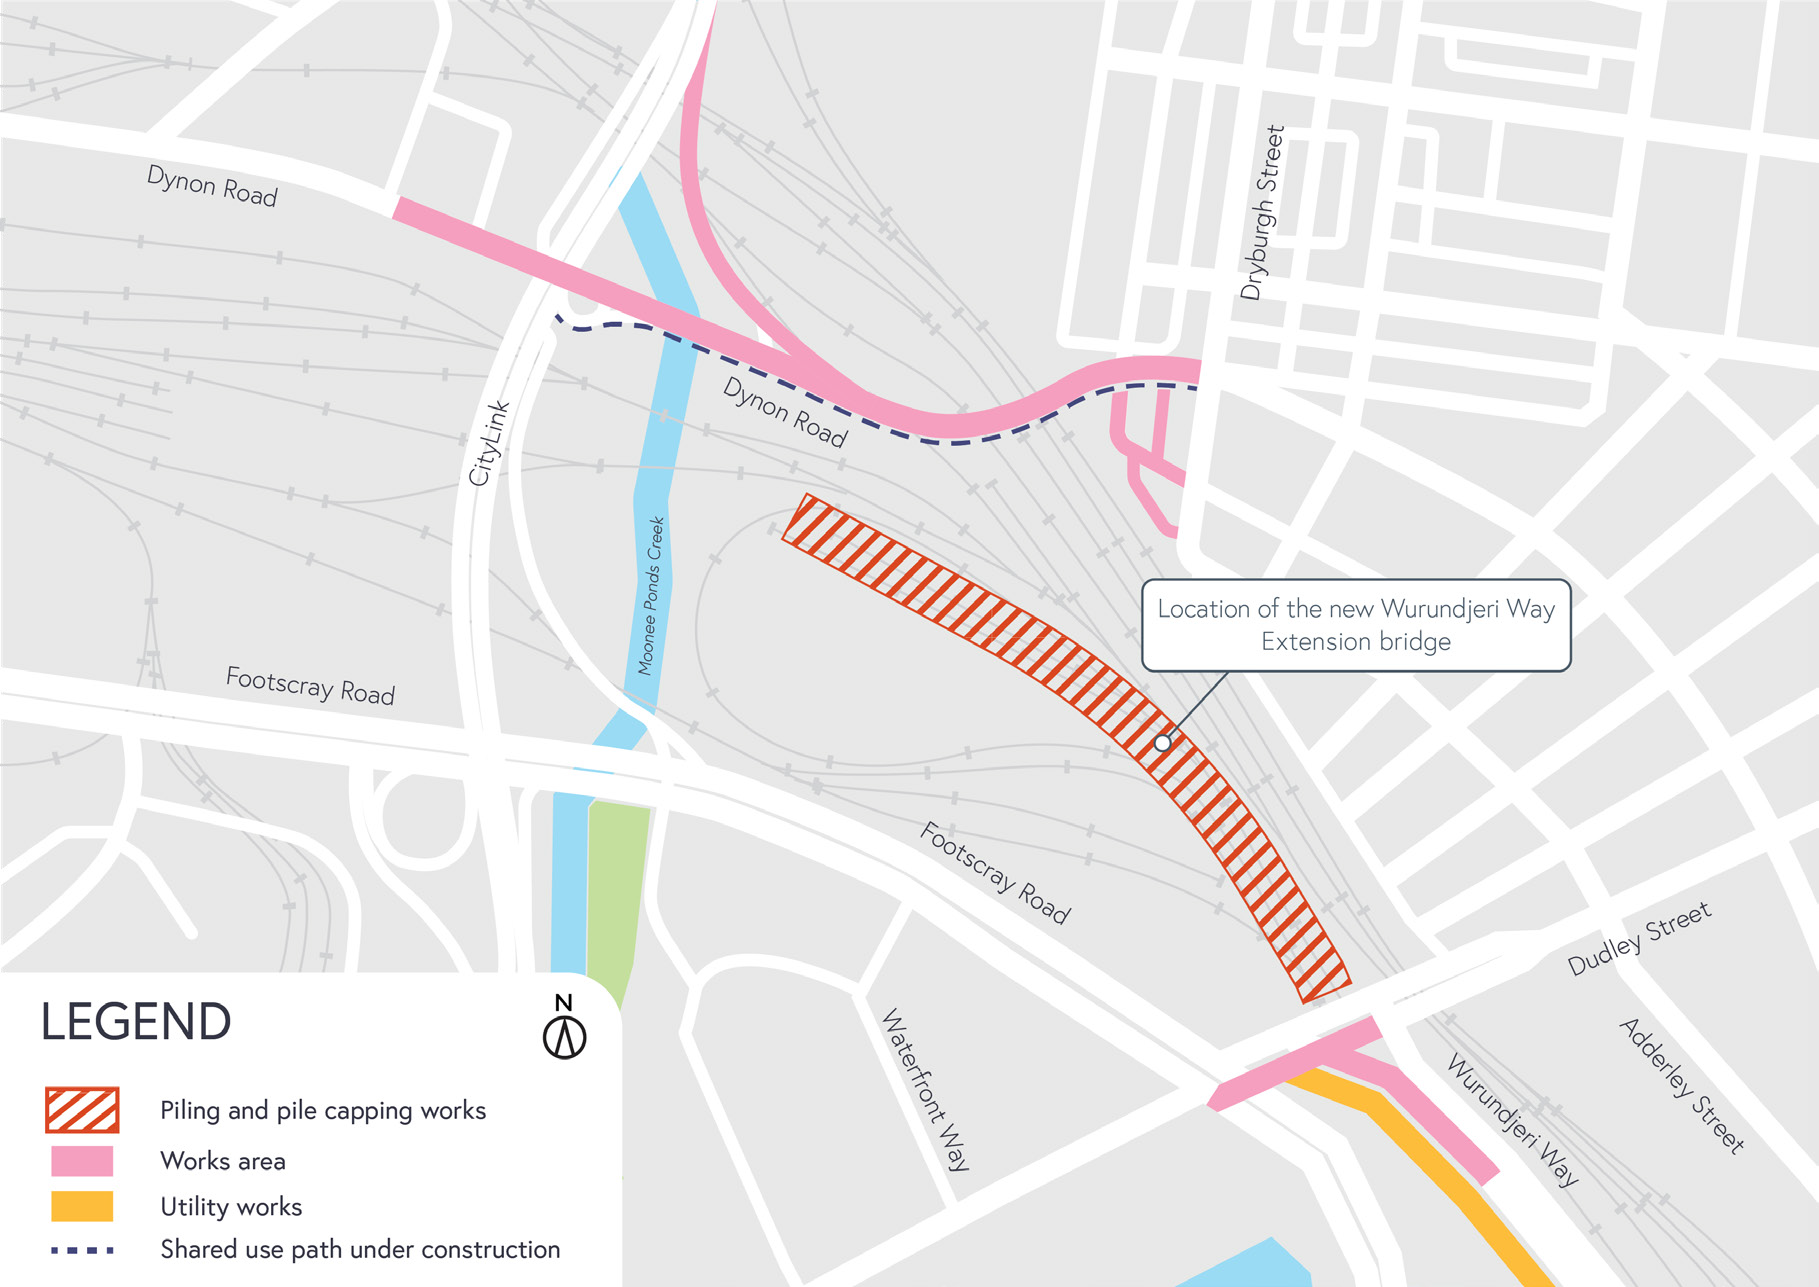 Dynon Road
Dryburgh Street
Dynon Road
CityLink
Moonee Ponds Creek
Location of the new Wurundjeri Way
Extension bridge
Footscray Road
Footscray Road
Dudley Street
Waterfront Way
Wurundjeri Way
Adderley Street
LEGEND
N
Piling and pile capping works
Works area
Utility works
Shared use path under construction